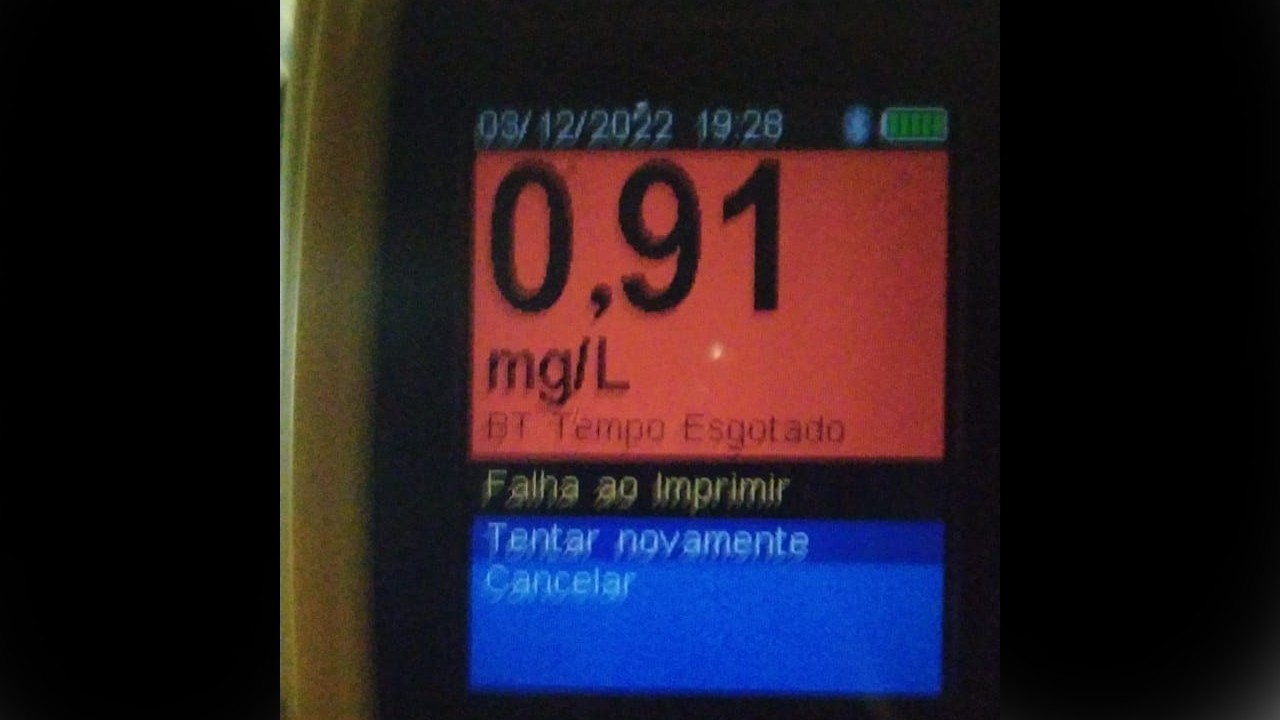 03/12/2022 19:28
0,91
mg/L
BT Tempo Esgotado
Falha ao Imprimir
Tentar novamente
Cancelar